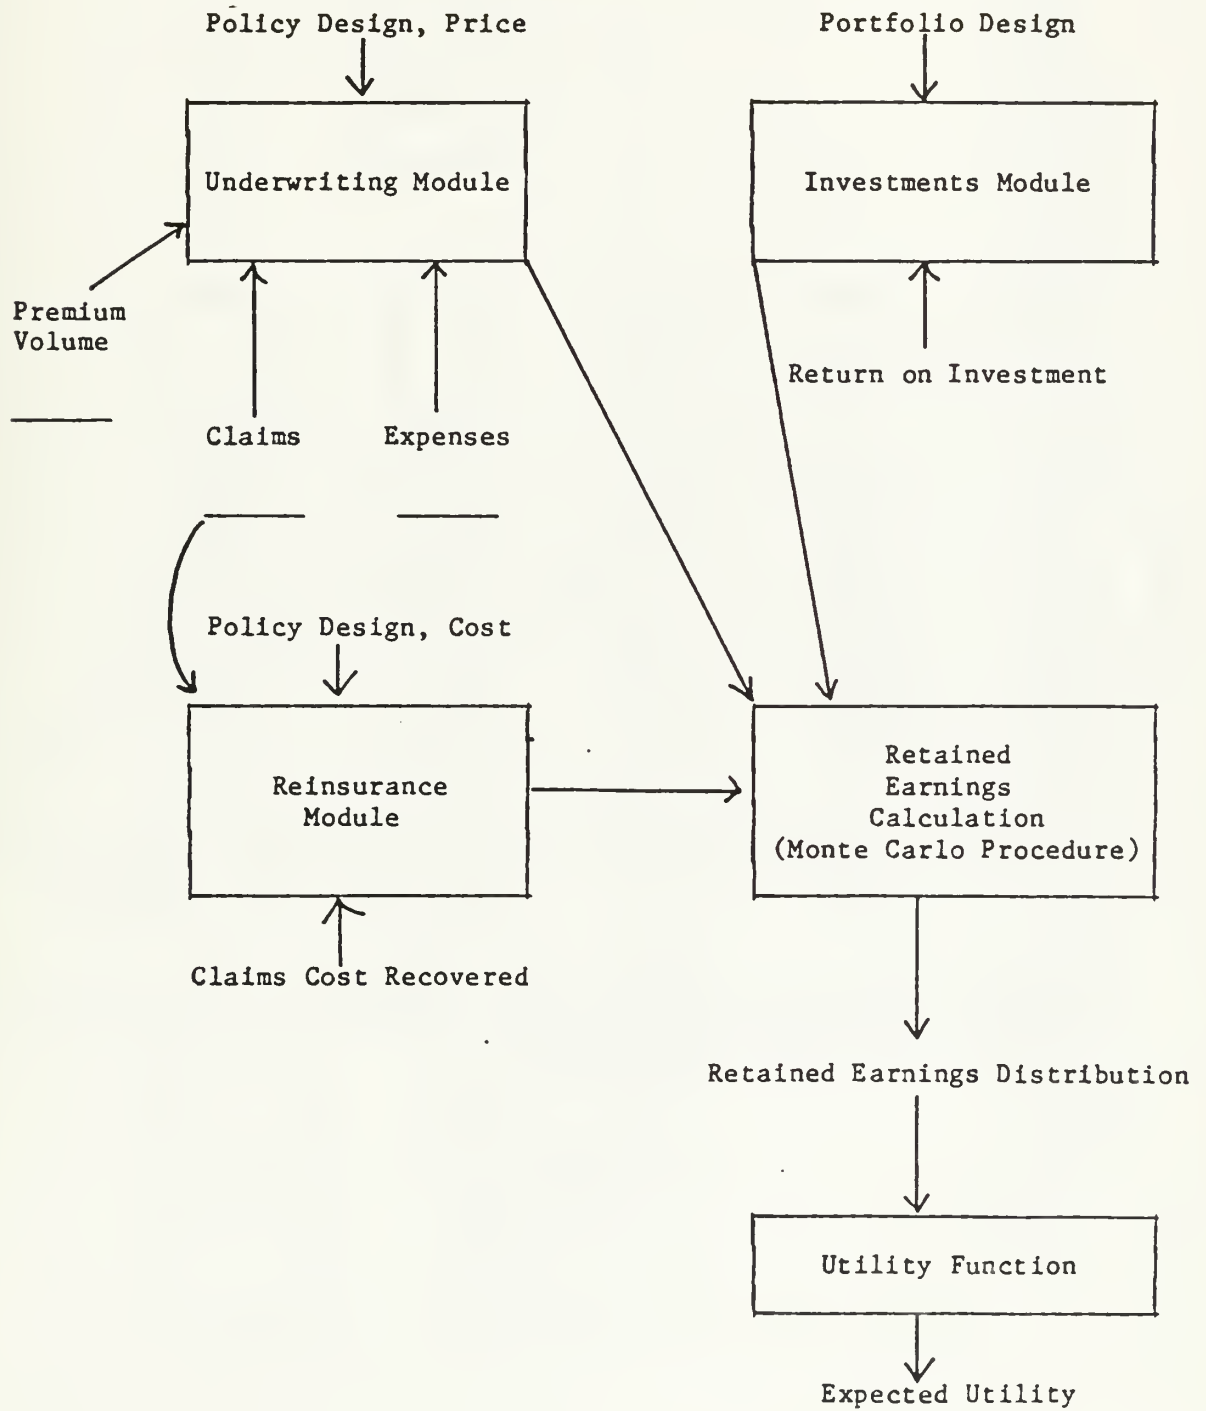 Policy Design, Price
Portfolio Design
Underwriting Module
Investments Module
Premium
Volume
Return on Investment
Claims
Expenses
Policy Design, Cost
Reinsurance
Module
Retained
Earnings
Calculation
(Monte Carlo Procedure)
Claims Cost Recovered
Retained Earnings Distribution
Utility Function
Expected Utility